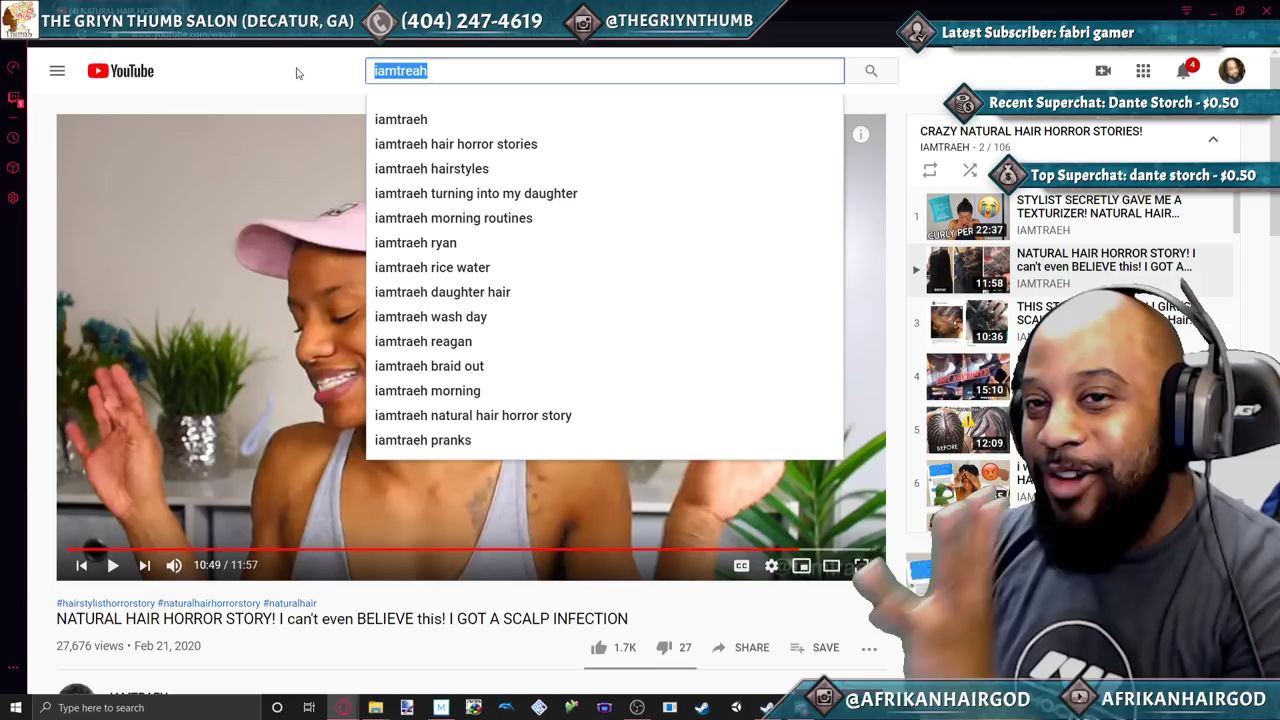 THE GRIYN THUMB SALON (DECATUR, GA)
(404) 247-4619
@THEGRIYNTHUMB
Latest Subscriber: fabri gamer
Recent Superchat: Dante Storch - $0.50
Top Superchat: dante storch - $0.50
YouTube
iamtreah
4
iamtraeh
iamtraeh hair horror stories
iamtraeh hairstyles
iamtraeh turning into my daughter
iamtraeh morning routines
iamtraeh ryan
iamtraeh rice water
iamtraeh daughter hair
iamtraeh wash day
iamtraeh reagan
iamtraeh braid out
iamtraeh morning
iamtraeh natural hair horror story
iamtraeh pranks
CRAZY NATURAL HAIR HORROR STORIES!
IAMTRAEH - 2 / 106
1
CURLY PER
22:37
STYLIST SECRETLY GAVE ME A
TEXTURIZER! NATURAL HAIR...
IAMTRAEH
11:58
NATURAL HAIR HORROR STORY! I
can't even BELIEVE this! I GOT A...
IAMTRAEH
3
10:36
4
15:10
5
BEFORE
12:09
6
10:49 / 11:57
#hairstylisthorrorstory #naturalhairhorrorstory #naturalhair
NATURAL HAIR HORROR STORY! I can't even BELIEVE this! I GOT A SCALP INFECTION
27,676 views • Feb 21, 2020
1.7K
27
SHARE
SAVE
IAMTRAEH
Type here to search
@AFRIKANHAIRGOD
AFRIKANHAIRGOD